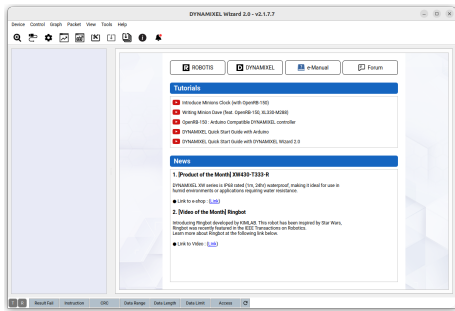 DYNAMIXEL Wizard 2.0 - v2.1.7.7
Device Control Graph Packet View Tools Help
ROBOTIS DYNAMIXEL e-Manual Forum
Tutorials
Introduce Minions Clock (with OpenRB-150)
Writing Minion Dave (feat. OpenRB-150, XL330-M288)
OpenRB-150 : Arduino Compatible DYNAMIXEL controller
DYNAMIXEL Quick Start Guide with Arduino
DYNAMIXEL Quick Start Guide with DYNAMIXEL Wizard 2.0
News
1. [Product of the Month] XW430-T333-R
DYNAMIXEL XW series is IP68 rated (1m, 24hr) waterproof, making it ideal for use in
humid environments or applications requiring water resistance.
● Link to e-shop : (Link)
2. [Video of the Month] Ringbot
Introducing Ringbot developed by KIMLAB. This robot has been inspired by Star Wars,
Ringbot was recently featured in the IEEE Transactions on Robotics.
Learn more about Ringbot at the following link below.
● Link to Video : (Link)
Result Fail Instruction CRC Data Range Data Length Data Limit Access